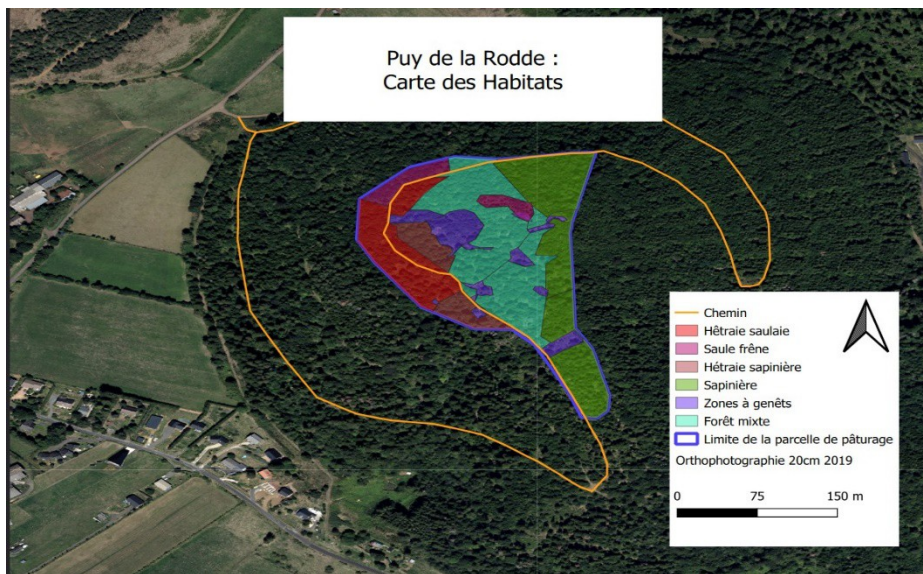 Puy de la Rodde :
Carte des Habitats
Chemin
Hêtraie saulaie
Saule frêne
Hétraie sapinière
Sapinière
Zones à genêts
Forêt mixte
Limite de la parcelle de pâturage
Orthophotographie 20cm 2019
0 75 150 m